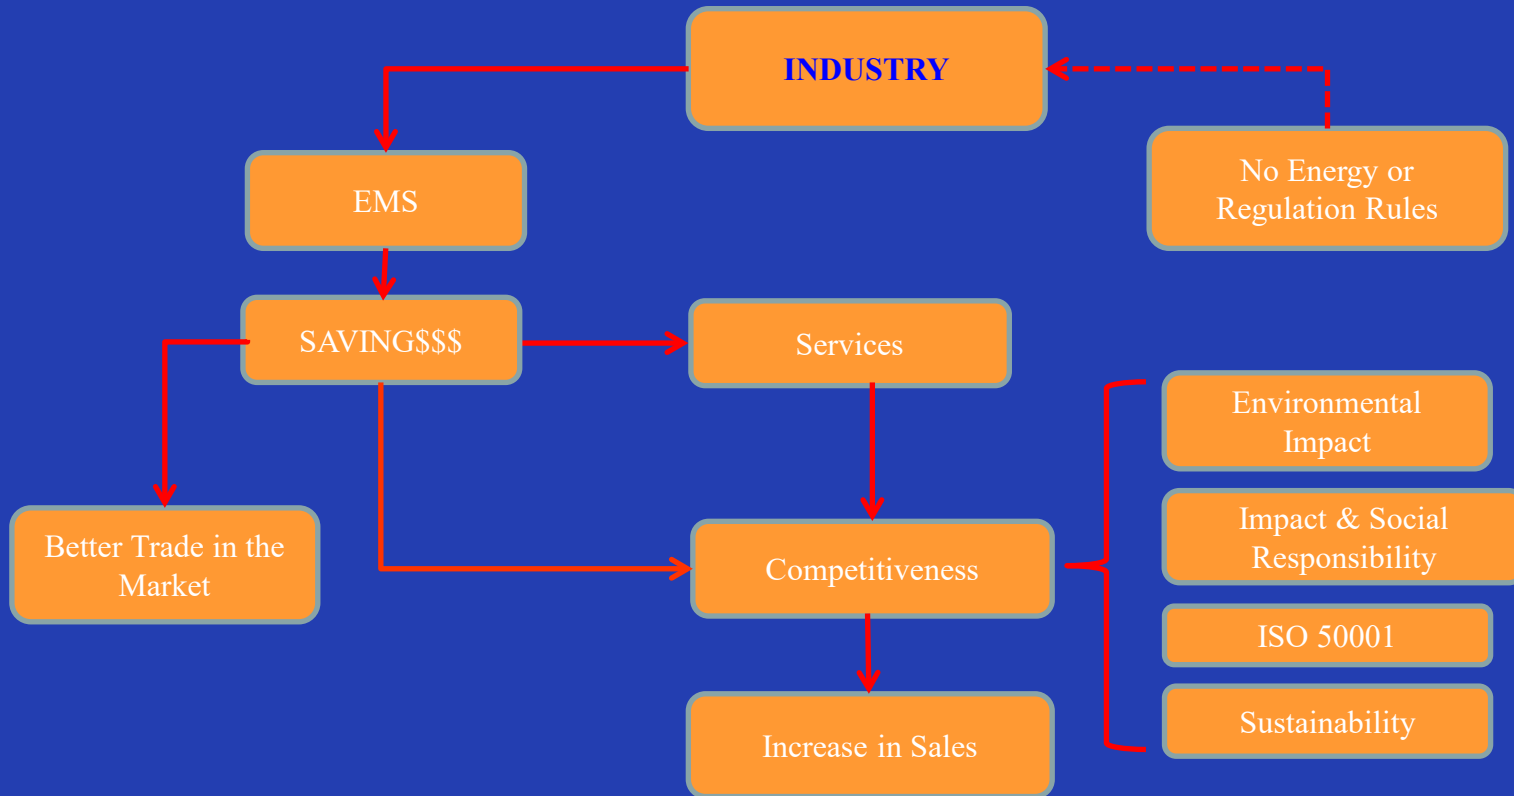 INDUSTRY
No Energy or
Regulation Rules
EMS
SAVING$$$
Services
Environmental
Impact
Impact & Social
Responsibility
Better Trade in the
Market
Competitiveness
ISO 50001
Sustainability
Increase in Sales